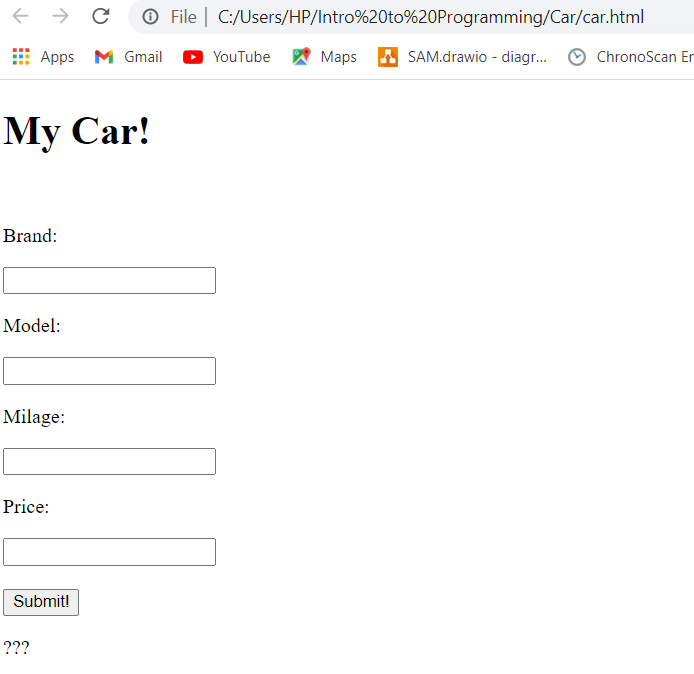 File | C:/Users/HP/Intro%20to%20Programming/Car/car.html
Apps Gmail YouTube Maps SAM.drawio - diagr... ChronoScan Er
My Car!
Brand:
Model:
Milage:
Price:
Submit!
???